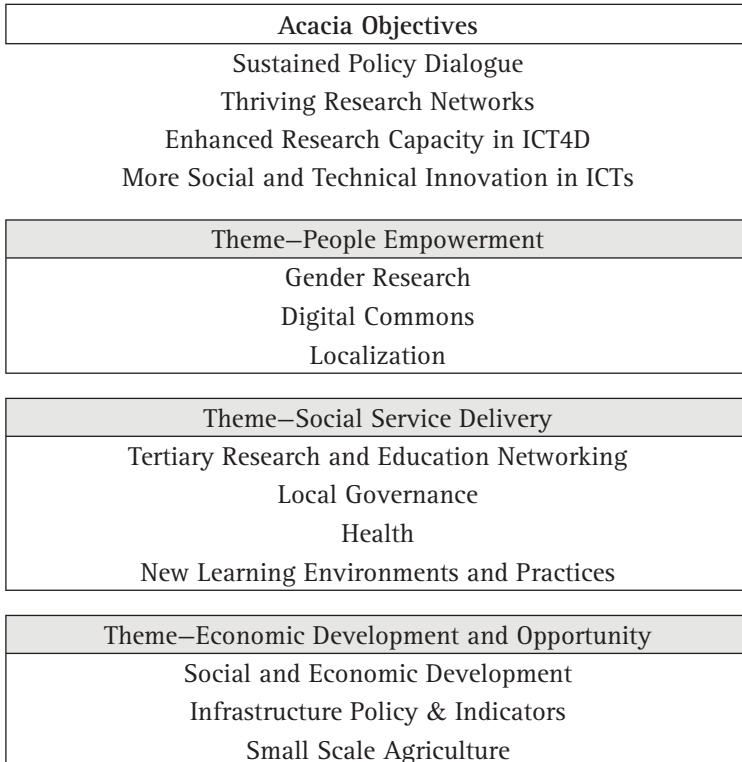 Acacia Objectives
Sustained Policy Dialogue
Thriving Research Networks
Enhanced Research Capacity in ICT4D
More Social and Technical Innovation in ICTs
Theme—People Empowerment
Gender Research
Digital Commons
Localization
Theme—Social Service Delivery
Tertiary Research and Education Networking
Local Governance
Health
New Learning Environments and Practices
Theme—Economic Development and Opportunity
Social and Economic Development
Infrastructure Policy & Indicators
Small Scale Agriculture